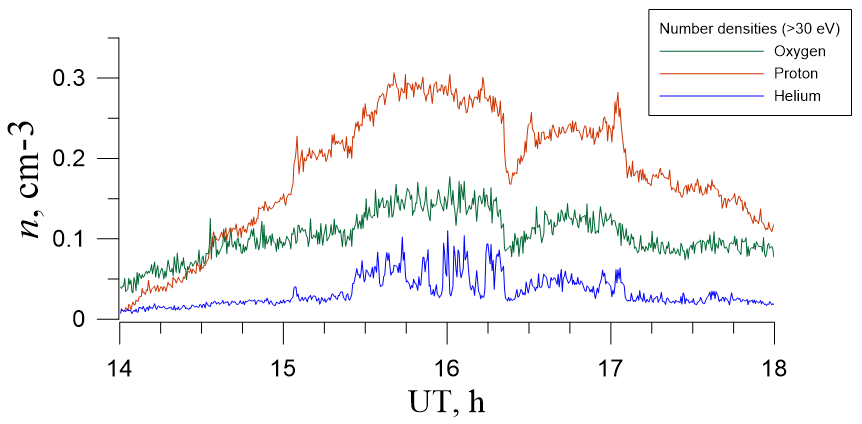 Number densities (>30 eV)
Oxygen
Proton
Helium
n, cm-3
0.3
0.2
0.1
0
14 15 16 17 18
UT, h